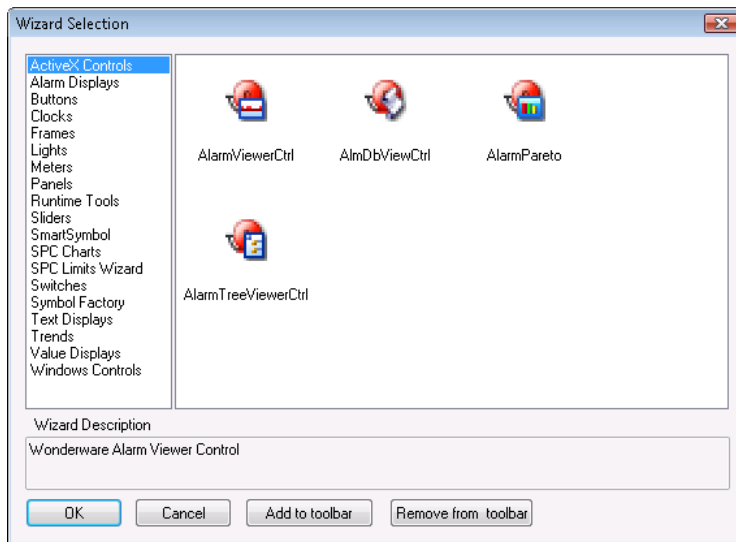 Wizard Selection
ActiveX Controls
Alarm Displays
Buttons
Clocks
Frames
Lights
Meters
Panels
Runtime Tools
Sliders
SmartSymbol
SPC Charts
SPC Limits Wizard
Switches
Symbol Factory
Text Displays
Trends
Value Displays
Windows Controls
AlarmViewerCtrl
AlmDbViewCtrl
AlarmPareto
AlarmTreeViewerCtrl
Wizard Description
Wonderware Alarm Viewer Control
OK
Cancel
Add to toolbar
Remove from toolbar